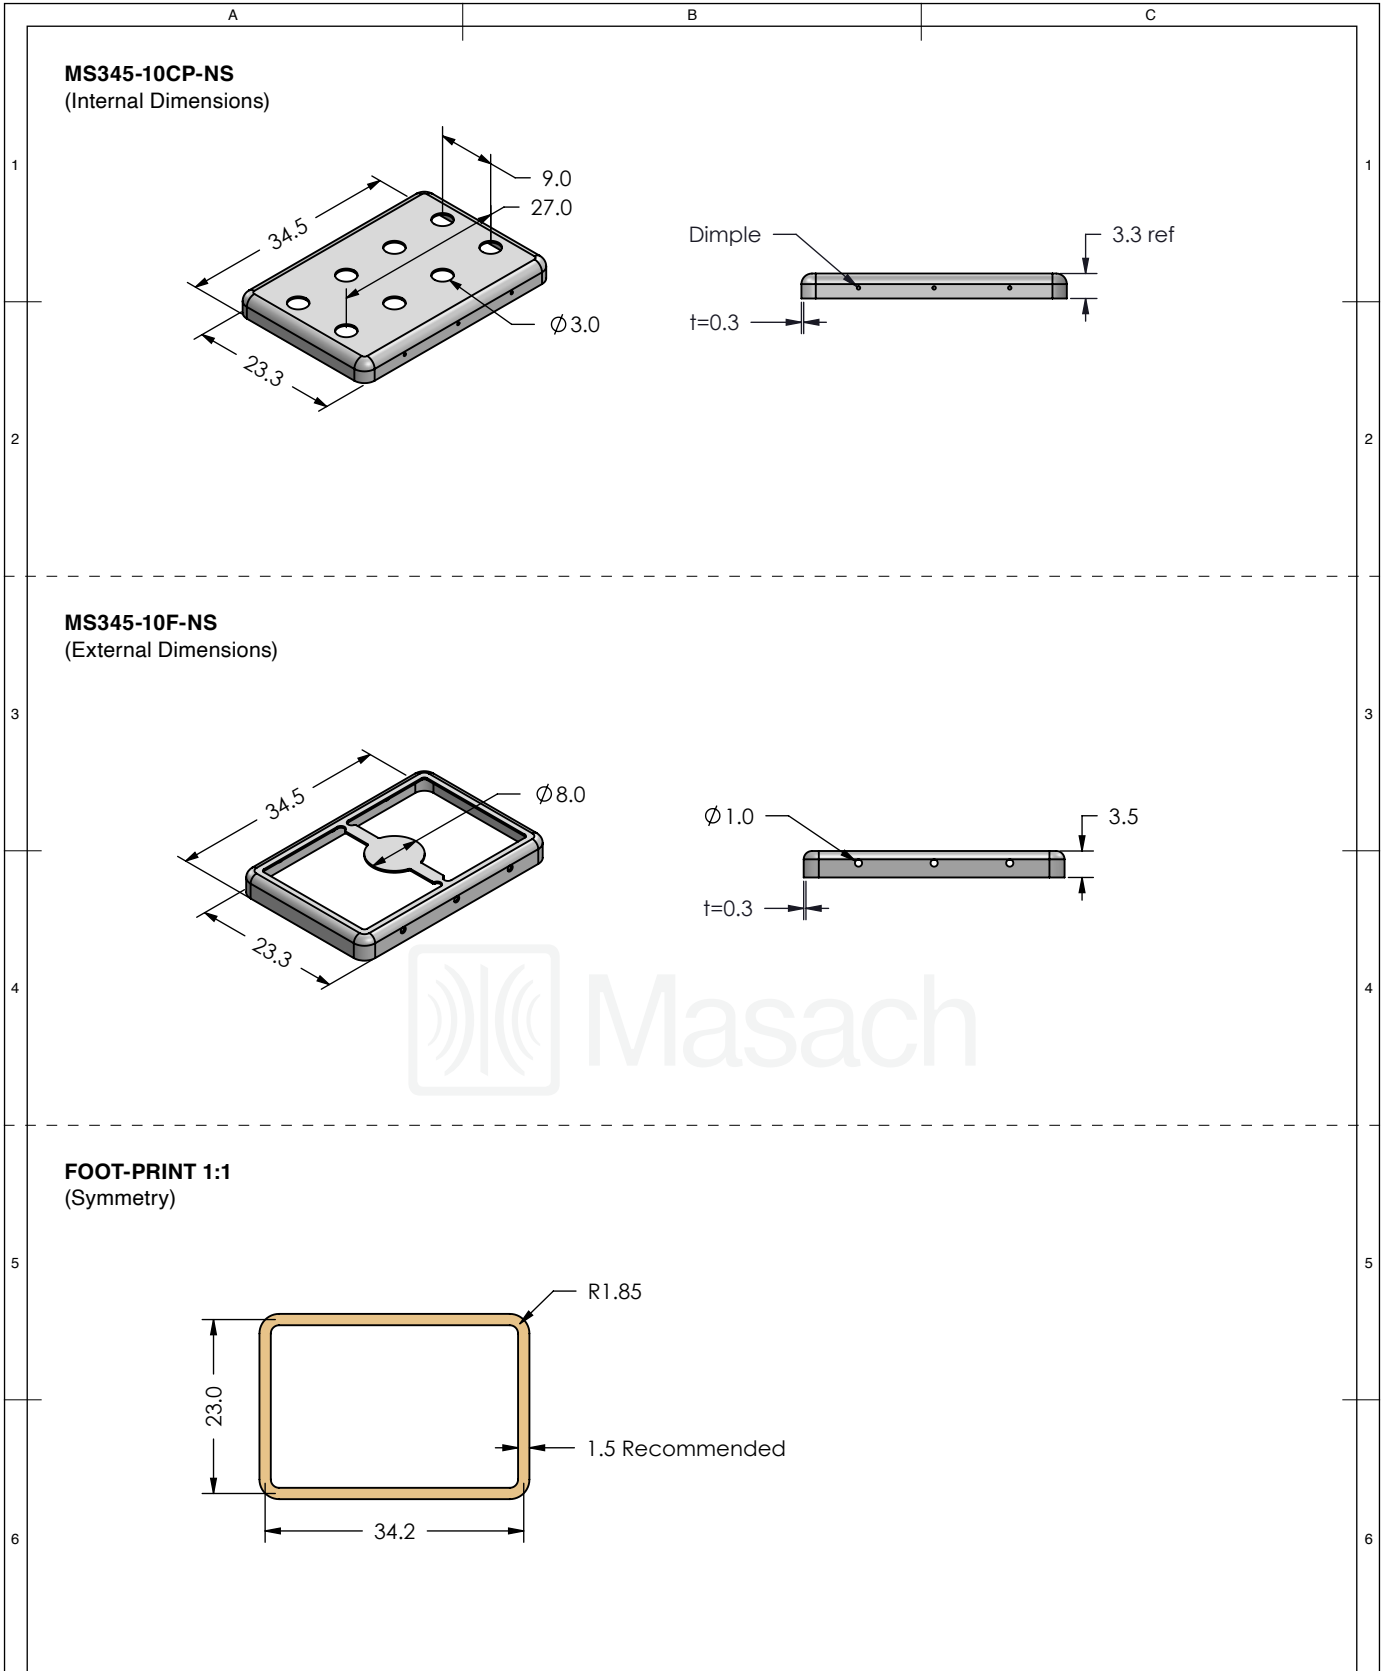 A B C
MS345-10CP-NS
(Internal Dimensions)
1 1
9.0
27.0
34.5
Dimple
3.3 ref
t=0.3
Ø3.0
23.3
2 2
MS345-10F-NS
(External Dimensions)
3 3
34.5
Ø8.0
Ø1.0
3.5
t=0.3
23.3
4 4
Masach
FOOT-PRINT 1:1
(Symmetry)
5 5
R1.85
23.0
1.5 Recommended
34.2
6 6